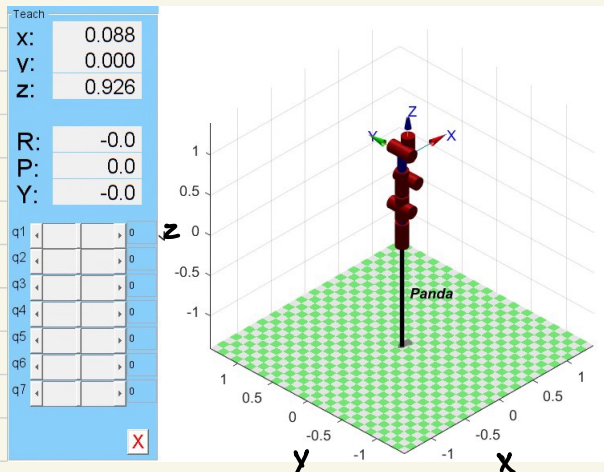 Teach
x: 0.088
y: 0.000
z: 0.926
R: -0.0
P: 0.0
Y: -0.0
q1 0
q2 0
q3 0
q4 0
q5 0
q6 0
q7 0
X
z
1
0.5
0
-0.5
-1
Z
Y
X
Panda
1
0.5
0
-0.5
-1
y
-1
-0.5
0
0.5
1
x